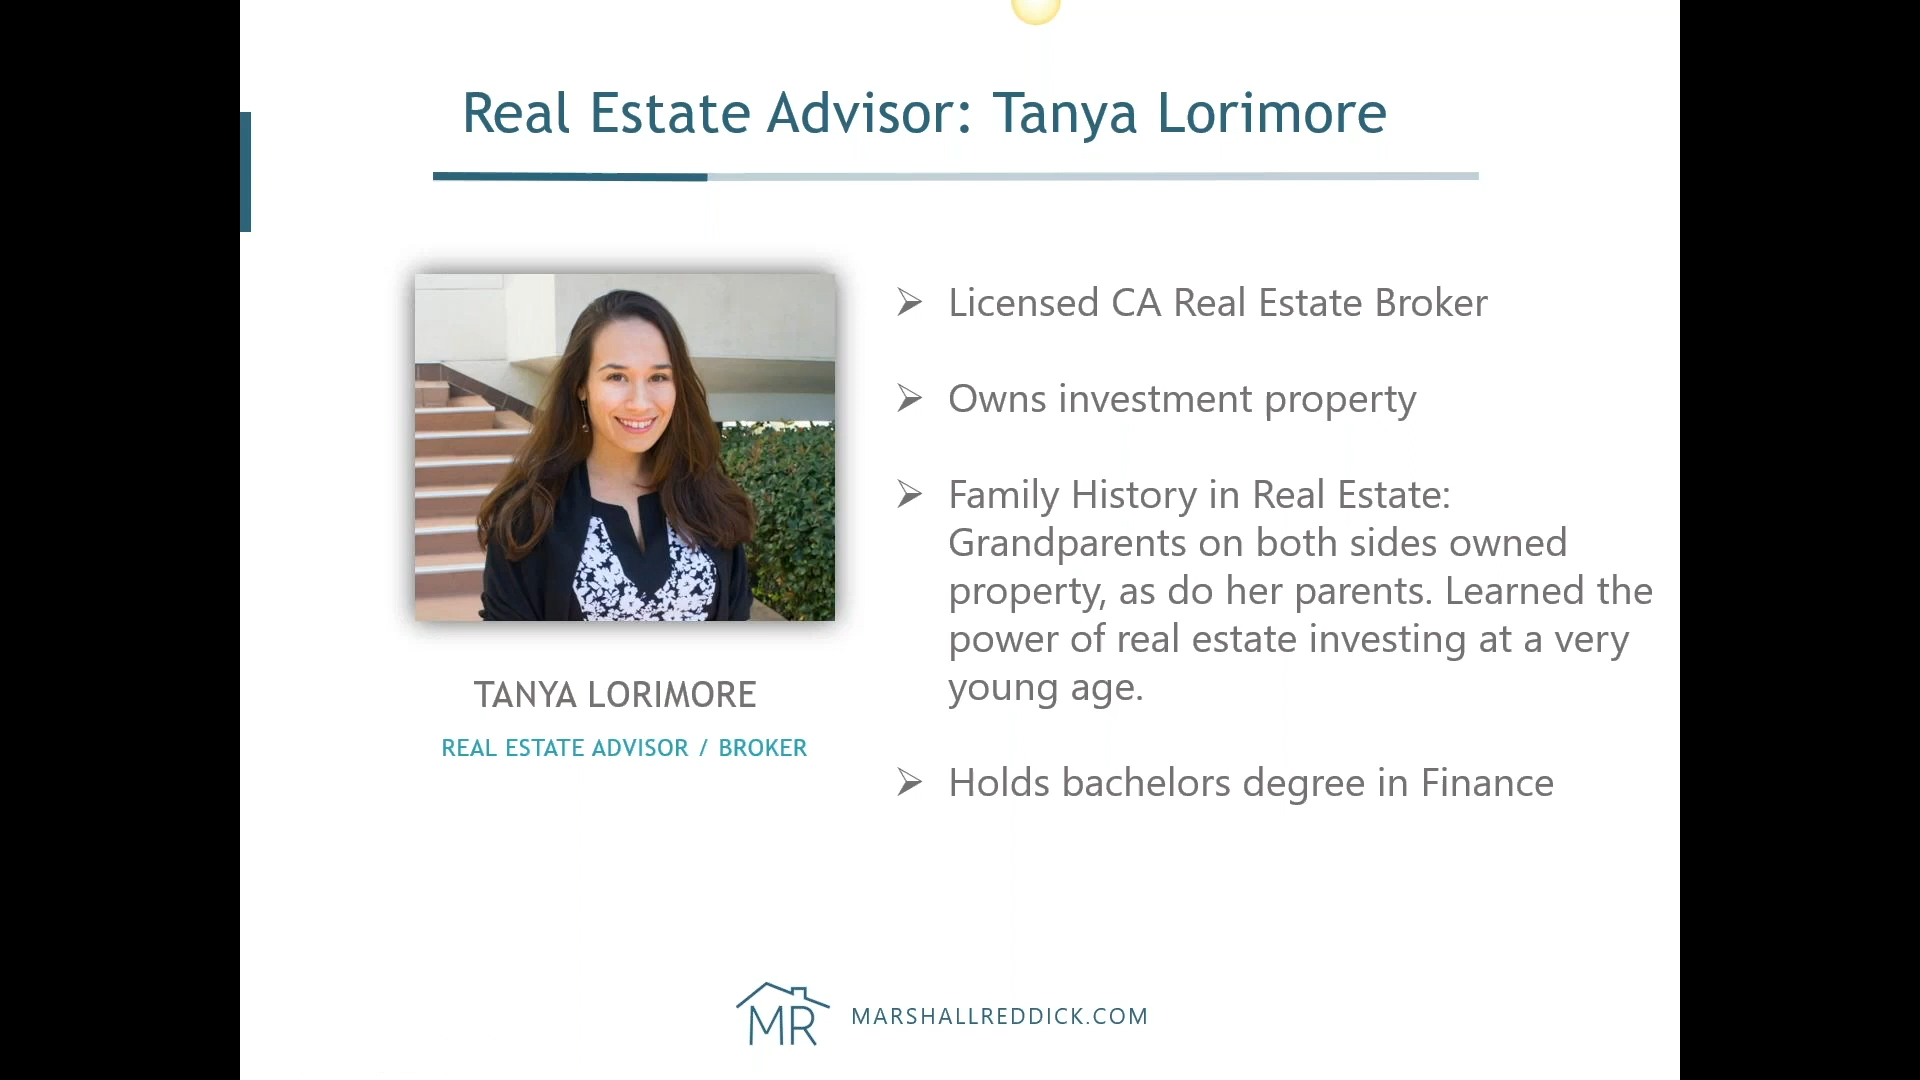 Real Estate Advisor: Tanya Lorimore
TANYA LORIMORE
REAL ESTATE ADVISOR / BROKER
Licensed CA Real Estate Broker
Owns investment property
Family History in Real Estate:
Grandparents on both sides owned
property, as do her parents. Learned the
power of real estate investing at a very
young age.
Holds bachelors degree in Finance
MR
MARSHALLREDDICK.COM